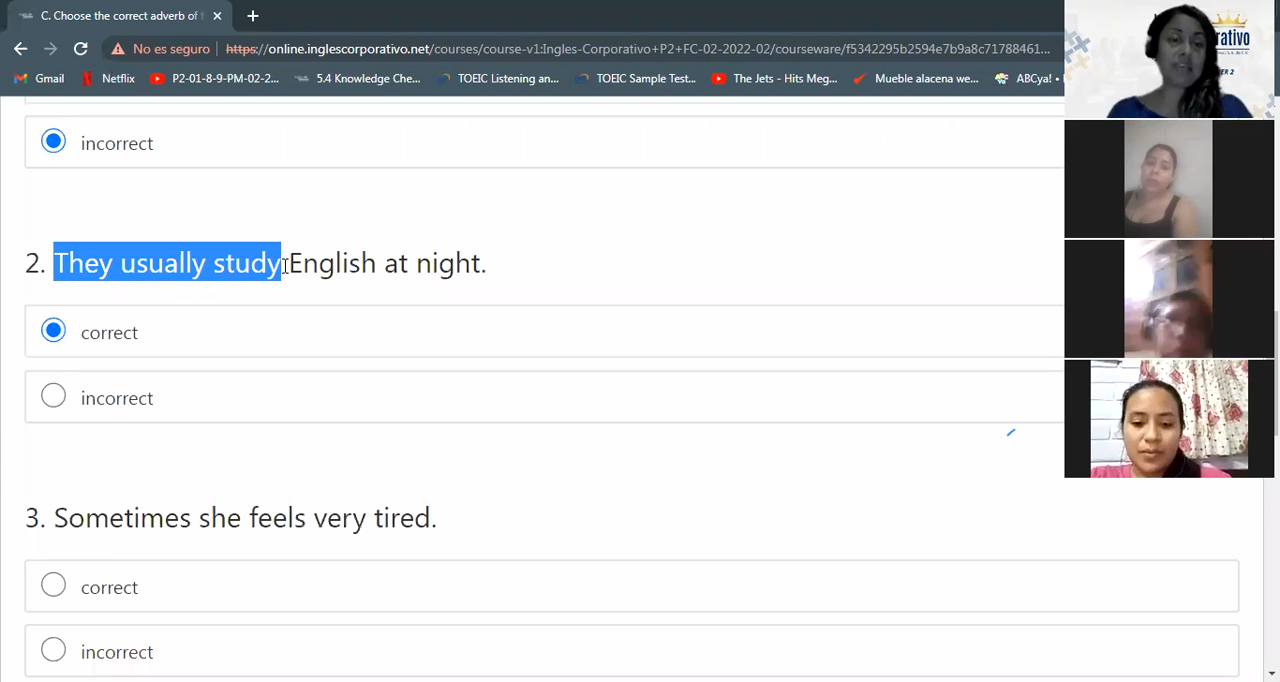 C. Choose the correct adverb of
No es seguro https://online.inglescorporativo.net/courses/course-v1:Ingles-Corporativo+P2+FC-02-2022-02/courseware/f5342295b2594e7b9a8c71788461...
Gmail Netflix P2-01-8-9-PM-02-2... 5.4 Knowledge Che... TOEIC Listening an... TOEIC Sample Test... The Jets - Hits Meg... Mueble alacena we... ABCya! •
incorrect
2. They usually study English at night.
correct
incorrect
3. Sometimes she feels very tired.
correct
incorrect